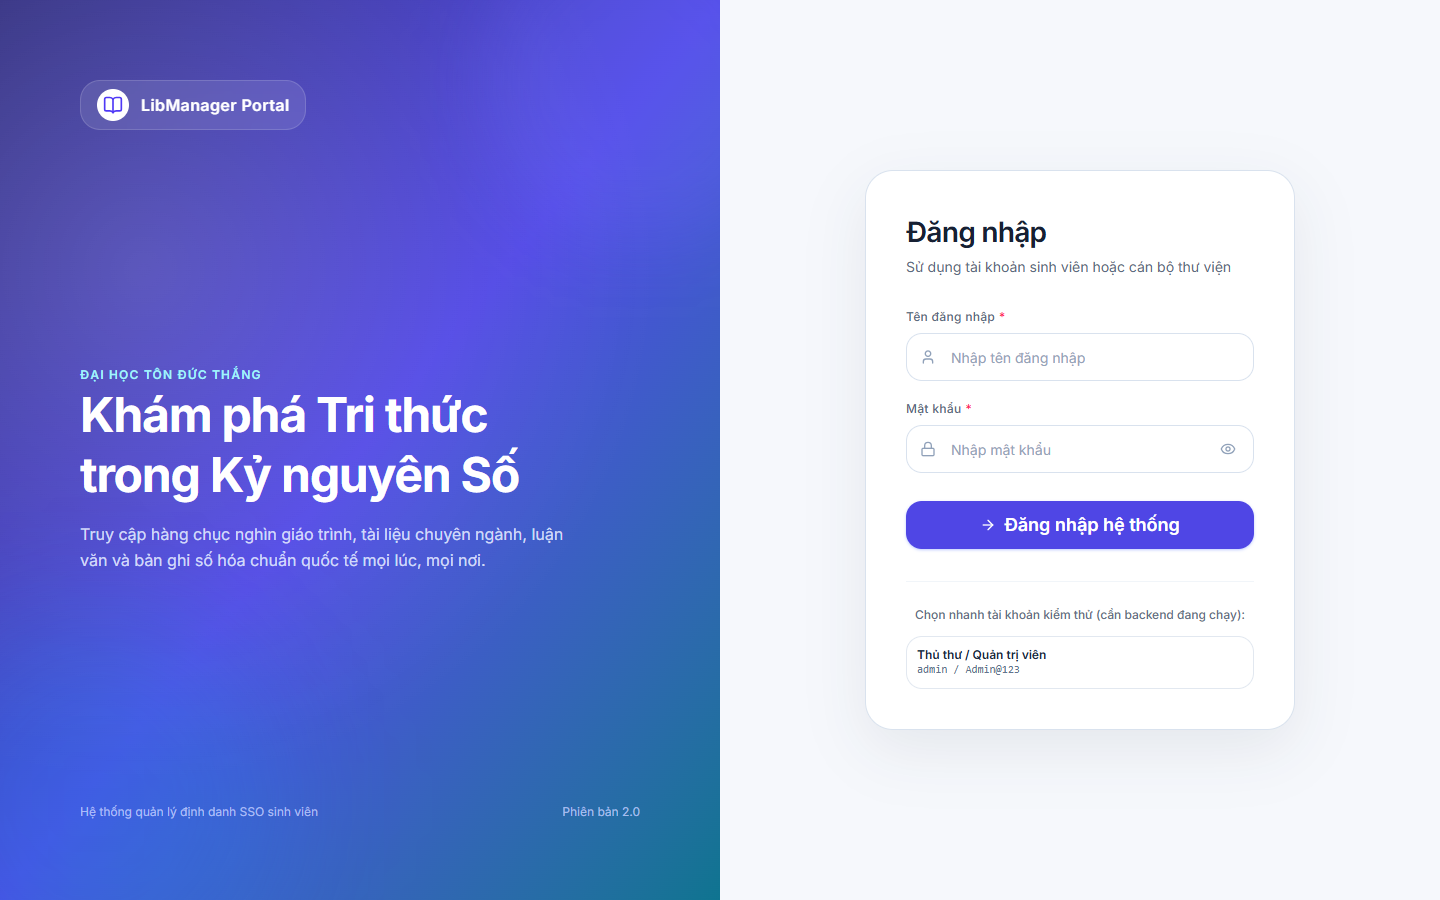 LibManager Portal
ĐẠI HỌC TÔN ĐỨC THẮNG
Khám phá Tri thức
trong Kỷ nguyên Số
Truy cập hàng chục nghìn giáo trình, tài liệu chuyên ngành, luận
văn và bản ghi số hóa chuẩn quốc tế mọi lúc, mọi nơi.
Hệ thống quản lý định danh SSO sinh viên
Phiên bản 2.0
Đăng nhập
Sử dụng tài khoản sinh viên hoặc cán bộ thư viện
Tên đăng nhập *
Nhập tên đăng nhập
Mật khẩu *
Nhập mật khẩu
Đăng nhập hệ thống
Chọn nhanh tài khoản kiểm thử (cần backend đang chạy):
Thủ thư / Quản trị viên
admin / Admin@123